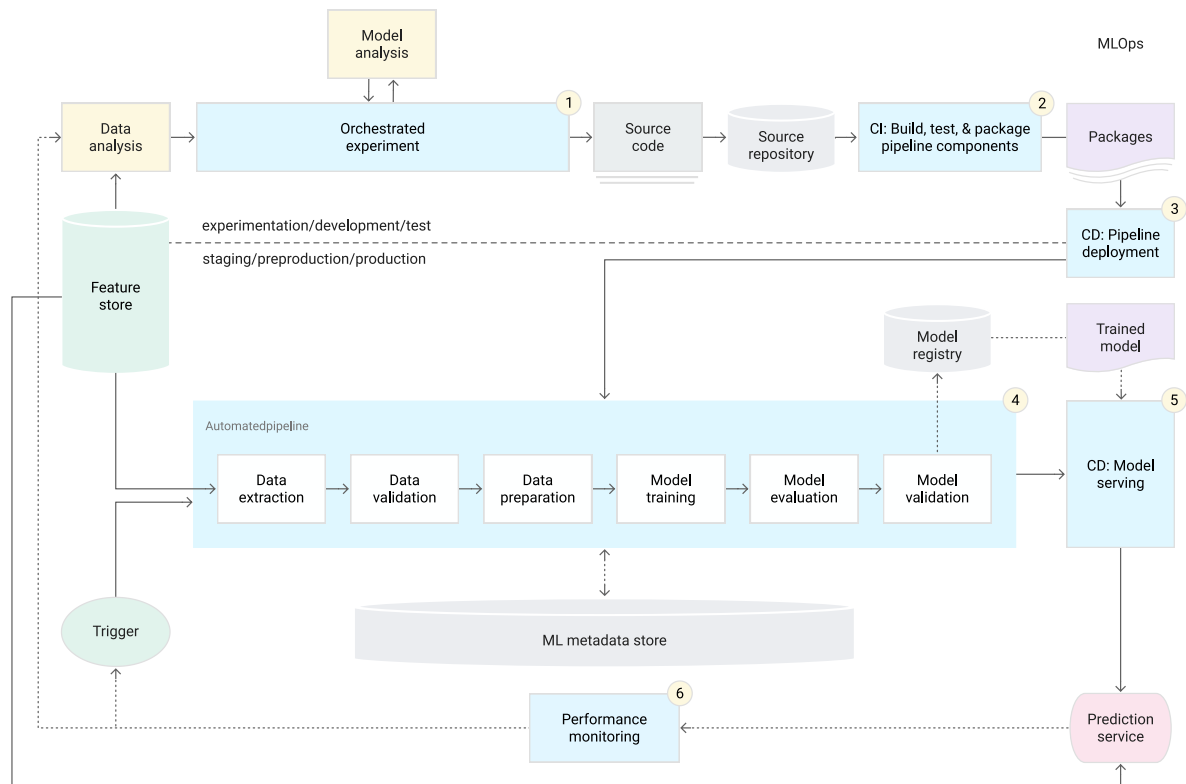 Model
analysis
MLOps
1
2
Data
analysis
Orchestrated
experiment
Source
code
Source
repository
CI: Build, test, & package
pipeline components
Packages
3
experimentation/development/test
CD: Pipeline
deployment
staging/preproduction/production
Feature
store
Model
registry
Trained
model
4
5
Automatedpipeline
Data
extraction
Data
validation
Data
preparation
Model
training
Model
evaluation
Model
validation
CD: Model
serving
Trigger
ML metadata store
6
Performance
monitoring
Prediction
service